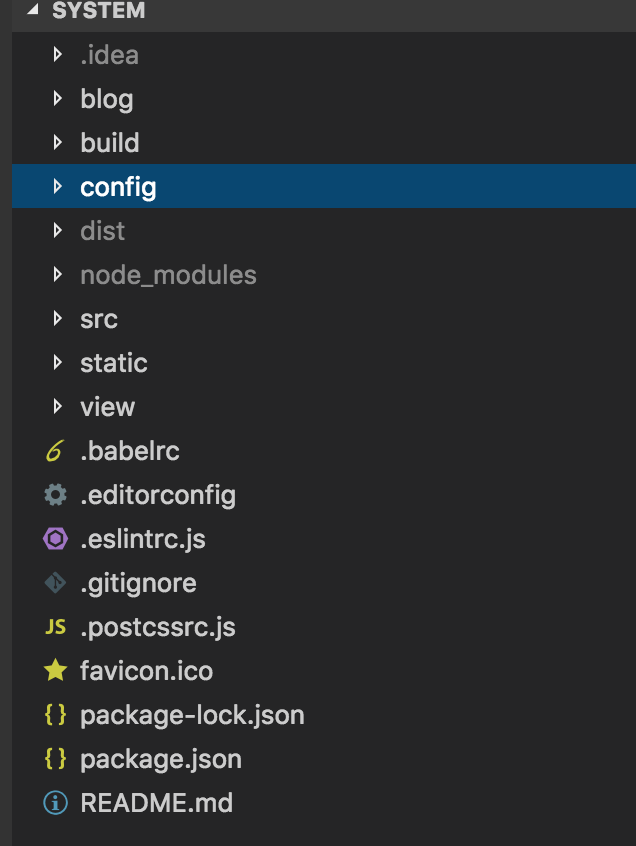 SYSTEM
.idea
blog
build
config
dist
node_modules
src
static
view
.babelrc
.editorconfig
.eslintrc.js
.gitignore
JS .postcssrc.js
favicon.ico
{ } package-lock.json
{ } package.json
README.md